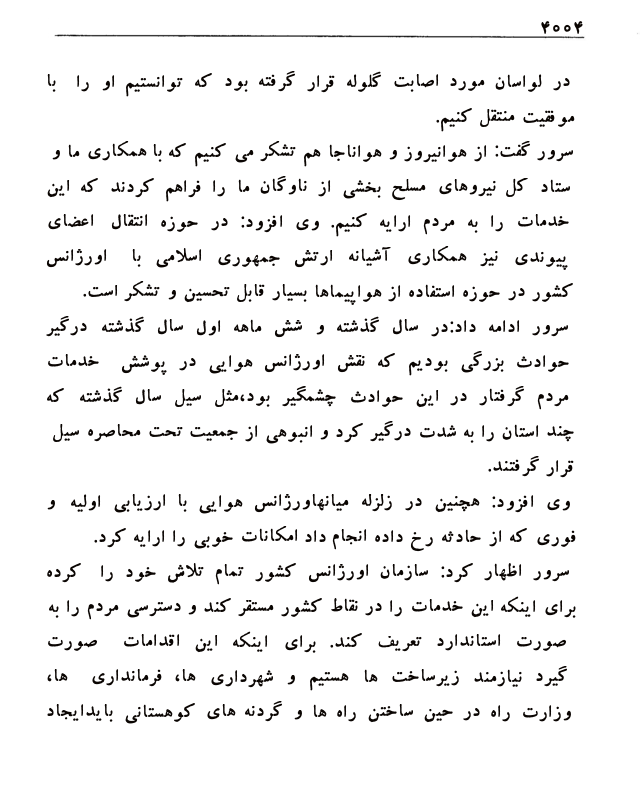 ۴۰۰۴
در لواسان مورد اصابت گلوله قرار گرفته بود که توانستیم او را با
موفقیت منتقل کنیم.
سرور گفت: از هوانیروز و هواناجا هم تشکر می کنیم که با همکاری ما و
ستاد کل نیروهای مسلح بخشی از ناوگان ما را فراهم کردند که این
خدمات را به مردم ارایه کنیم. وی افزود: در حوزه انتقال اعضای
پیوندی نیز همکاری آشیانه ارتش جمهوری اسلامی با اورژانس
کشور در حوزه استفاده از هواپیماها بسیار قابل تحسین و تشکر است.
سرور ادامه داد:در سال گذشته و شش ماهه اول سال گذشته درگیر
حوادث بزرگی بودیم که نقش اورژانس هوایی در پوشش خدمات
مردم گرفتار در این حوادث چشمگیر بود،مثل سیل سال گذشته که
چند استان را به شدت درگیر کرد و انبوهی از جمعیت تحت محاصره سیل
قرار گرفتند.
وی افزود: هچنین در زلزله میانهاورژانس هوایی با ارزیابی اولیه و
فوری که از حادثه رخ داده انجام داد امکانات خوبی را ارایه کرد.
سرور اظهار کرد: سازمان اورژانس کشور تمام تلاش خود را کرده
برای اینکه این خدمات را در نقاط کشور مستقر کند و دسترسی مردم را به
صورت استاندارد تعریف کند. برای اینکه این اقدامات صورت
گیرد نیازمند زیرساخت ها هستیم و شهرداری ها، فرمانداری ها،
وزارت راه در حین ساختن راه ها و گردنه های کوهستانی بایدایجاد